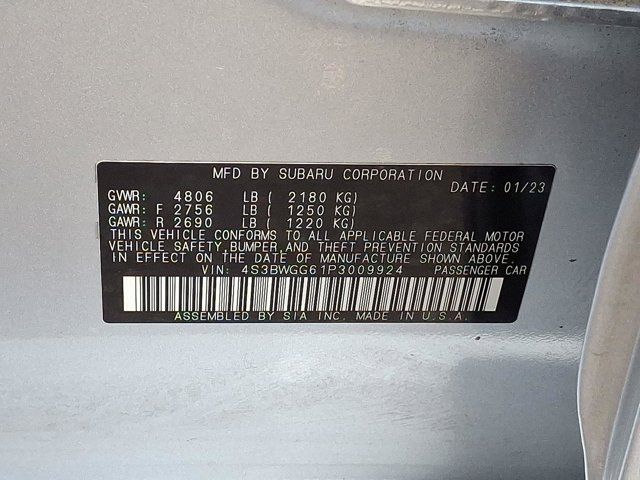 MFD BY SUBARU CORPORATION
DATE: 01/23
GVWR: 4806 LB ( 2180 KG)
GAWR: F 2756 LB ( 1250 KG)
GAWR: R 2690 LB ( 1220 KG)
THIS VEHICLE CONFORMS TO ALL APPLICABLE FEDERAL MOTOR
VEHICLE SAFETY, BUMPER, AND THEFT PREVENTION STANDARDS
IN EFFECT ON THE DATE OF MANUFACTURE SHOWN ABOVE.
VIN: 4S3BWGG61P3009924 PASSENGER CAR
ASSEMBLED BY SIA INC. MADE IN U.S.A.